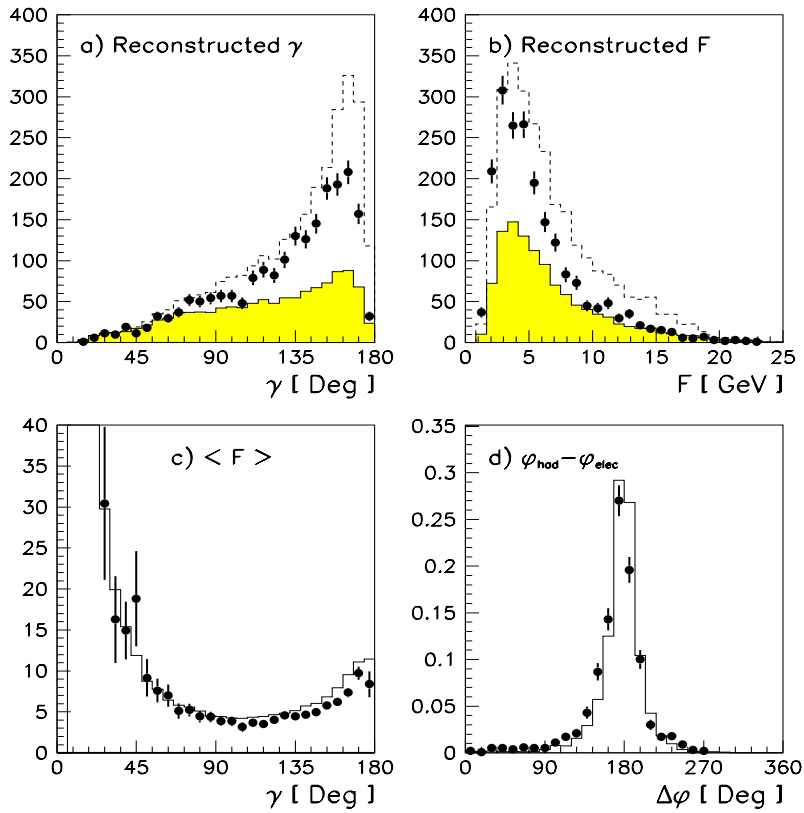 a) Reconstructed γ
400
350
300
250
200
150
100
50
0
0 45 90 135 180
γ [ Deg ]
b) Reconstructed F
400
350
300
250
200
150
100
50
0
0 5 10 15 20 25
F [ GeV ]
c) < F >
40
35
30
25
20
15
10
5
0
0 45 90 135 180
γ [ Deg ]
d) φhad−φelec
0.35
0.3
0.25
0.2
0.15
0.1
0.05
0
0 90 180 270 360
Δφ [ Deg ]